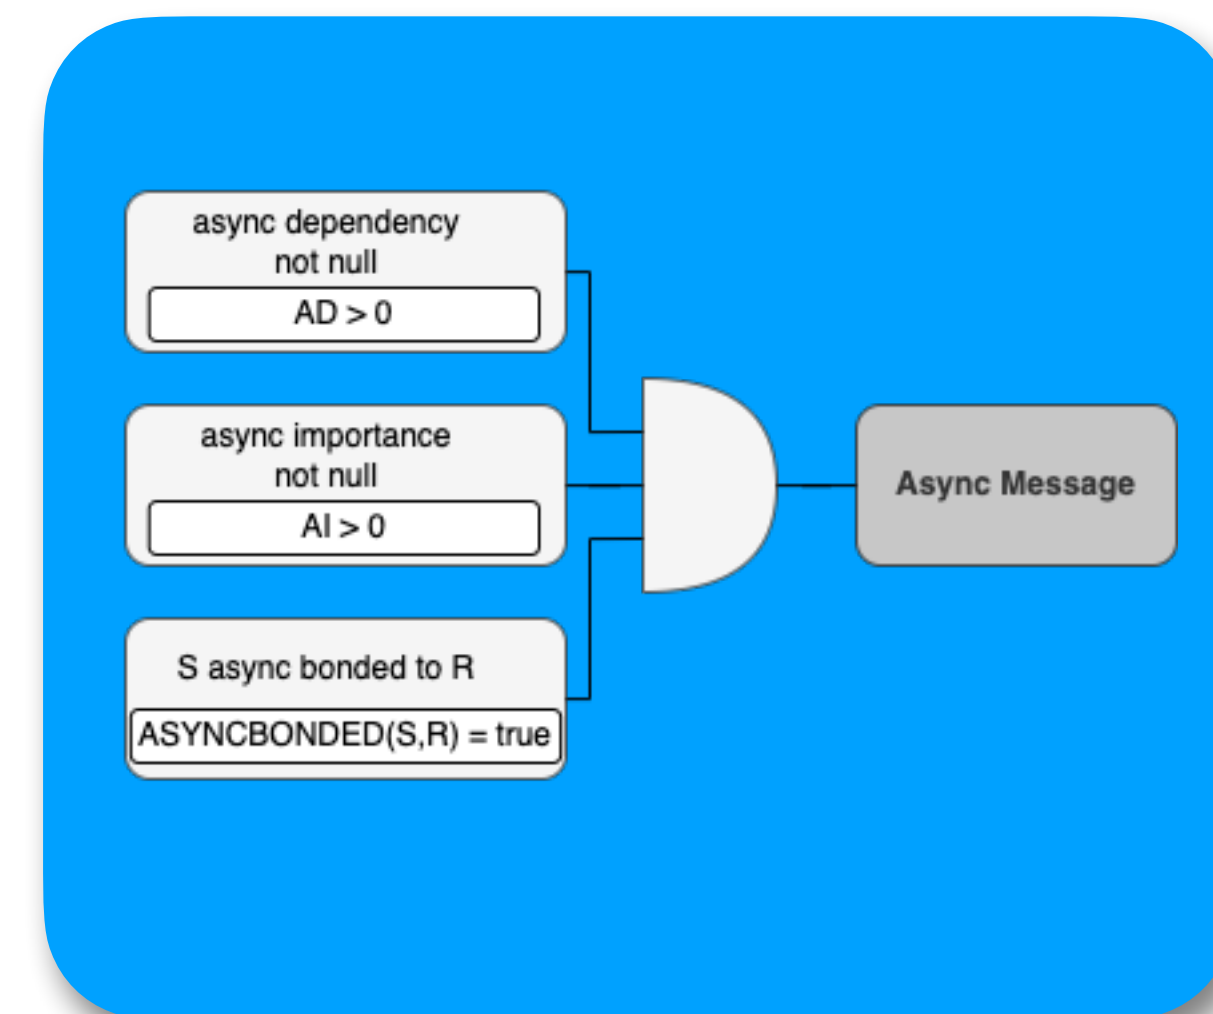 async dependency
not null
AD > 0
async importance
not null
AI > 0
S async bonded to R
ASYNCBONDED(S,R) = true
Async Message